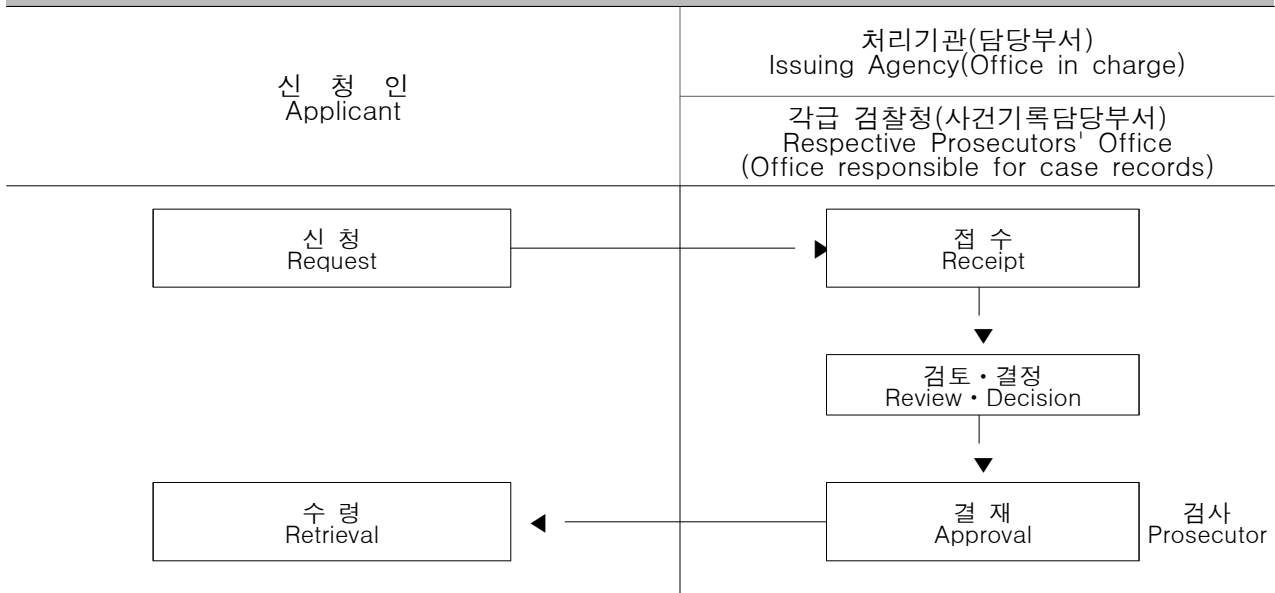 신 청 인
Applicant
처리기관(담당부서)
Issuing Agency(Office in charge)
각급 검찰청(사건기록담당부서)
Respective Prosecutors' Office
(Office responsible for case records)
신 청
Request
접 수
Receipt
검토・결정
Review・Decision
수 령
Retrieval
결 재
Approval
검사
Prosecutor